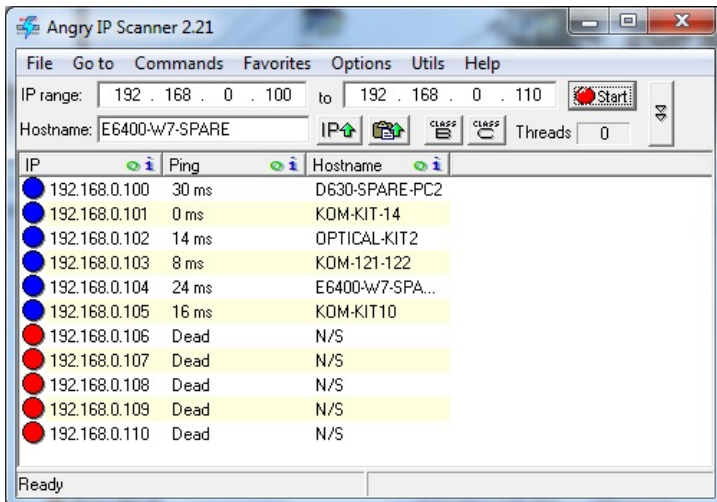 Angry IP Scanner 2.21
File Go to Commands Favorites Options Utils Help
IP range: 192 . 168 . 0 . 100 to 192 . 168 . 0 . 110 Start
Hostname: E6400-W7-SPARE IP CLASS B CLASS C Threads 0
IP Ping Hostname
192.168.0.100 30 ms D630-SPARE-PC2
192.168.0.101 0 ms KOM-KIT-14
192.168.0.102 14 ms OPTICAL-KIT2
192.168.0.103 8 ms KOM-121-122
192.168.0.104 24 ms E6400-W7-SPA...
192.168.0.105 16 ms KOM-KIT10
192.168.0.106 Dead N/S
192.168.0.107 Dead N/S
192.168.0.108 Dead N/S
192.168.0.109 Dead N/S
192.168.0.110 Dead N/S
Ready